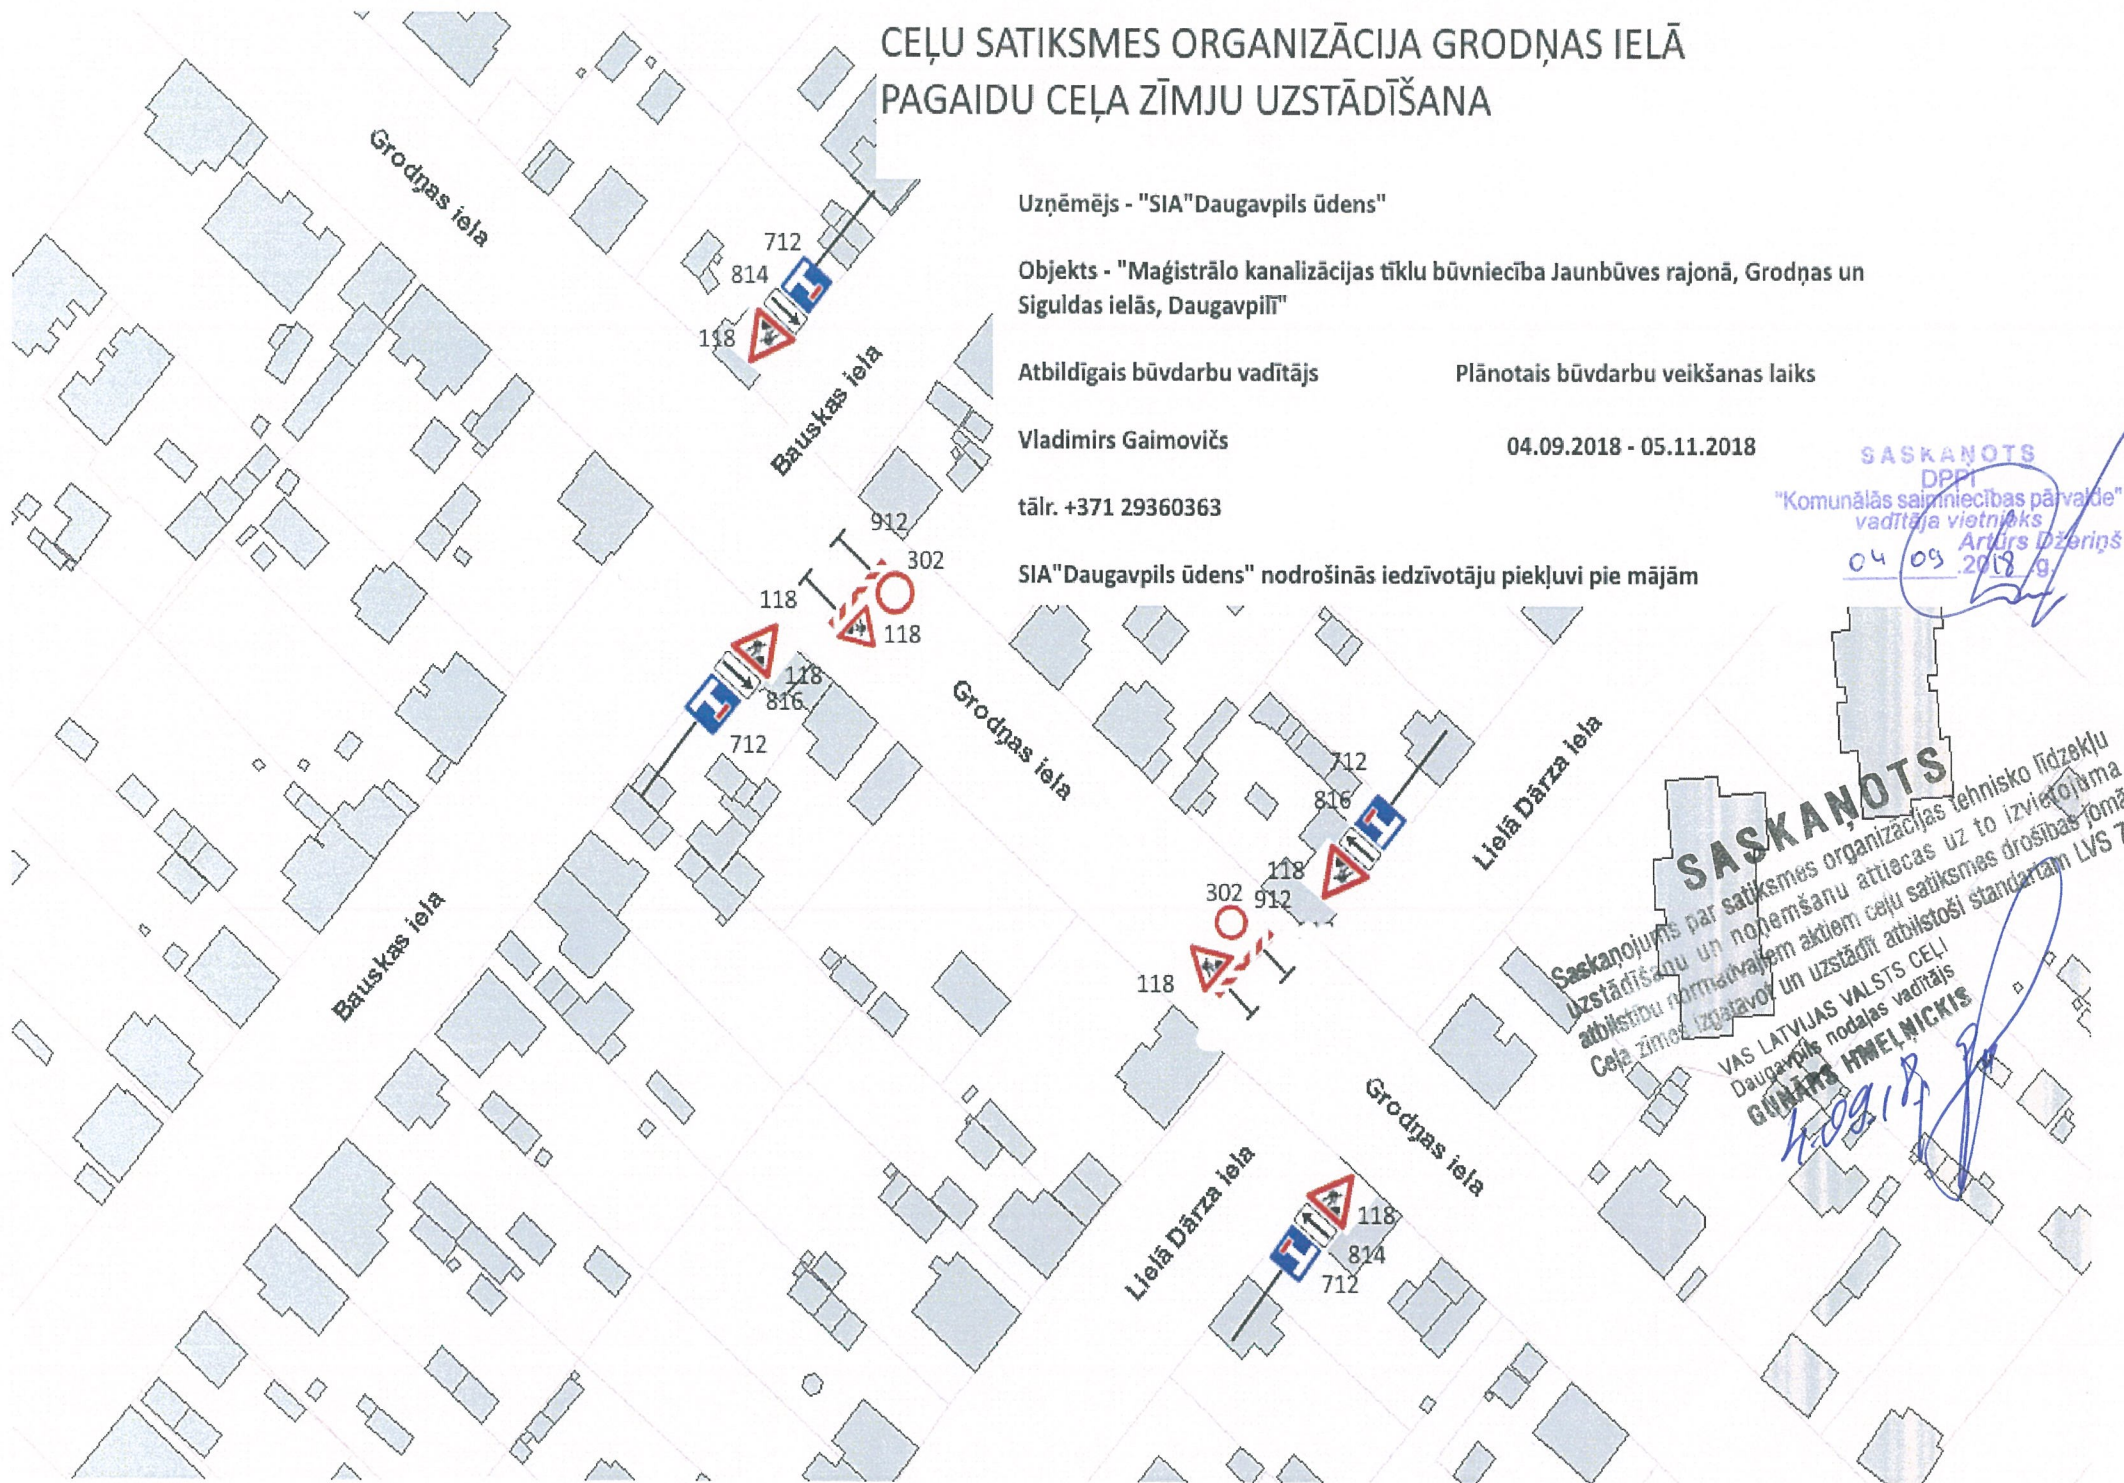 CEĻU SATIKSMES ORGANIZĀCIJA GRODŅAS IELĀ
PAGAIDU CEĻA ZĪMJU UZSTĀDĪŠANA
Uzņēmējs - "SIA"Daugavpils ūdens"
Objekts - "Maģistrālo kanalizācijas tīklu būvniecība Jaunbūves rajonā, Grodņas un
Siguldas ielās, Daugavpilī"
Atbildīgais būvdarbu vadītājs
Plānotais būvdarbu veikšanas laiks
Vladimirs Gaimovičs
04.09.2018 - 05.11.2018
tālr. +371 29360363
SIA"Daugavpils ūdens" nodrošinās iedzīvotāju piekļuvi pie mājām
SASKAŅOTS
DPPI
"Komunālās saimniecības pārvalde"
vadītāja vietnieks
Artūrs Džeriņš
04 09 .2018 .g.
Grodņas iela
712
814
118
Bauskas iela
912
302
118
118
118
816
712
Grodņas iela
712
816
118
Lielā Dārza iela
302
912
118
Bauskas iela
Grodņas iela
Lielā Dārza iela
118
814
712
SASKAŅOTS
Saskaņojums par satiksmes organizācijas tehnisko līdzekļu
uzstādīšanu un noņemšanu attiecas uz to izvietojuma
atbilstību normatīvajiem aktiem ceļu satiksmes drošības jomā
Ceļa zīmes izgatavot un uzstādīt atbilstoši standartam LVS
VAS LATVIJAS VALSTS CEĻI
Daugavpils nodaļas vadītājs
GUNĀRS HMEĻŅICKIS
4.09.18.